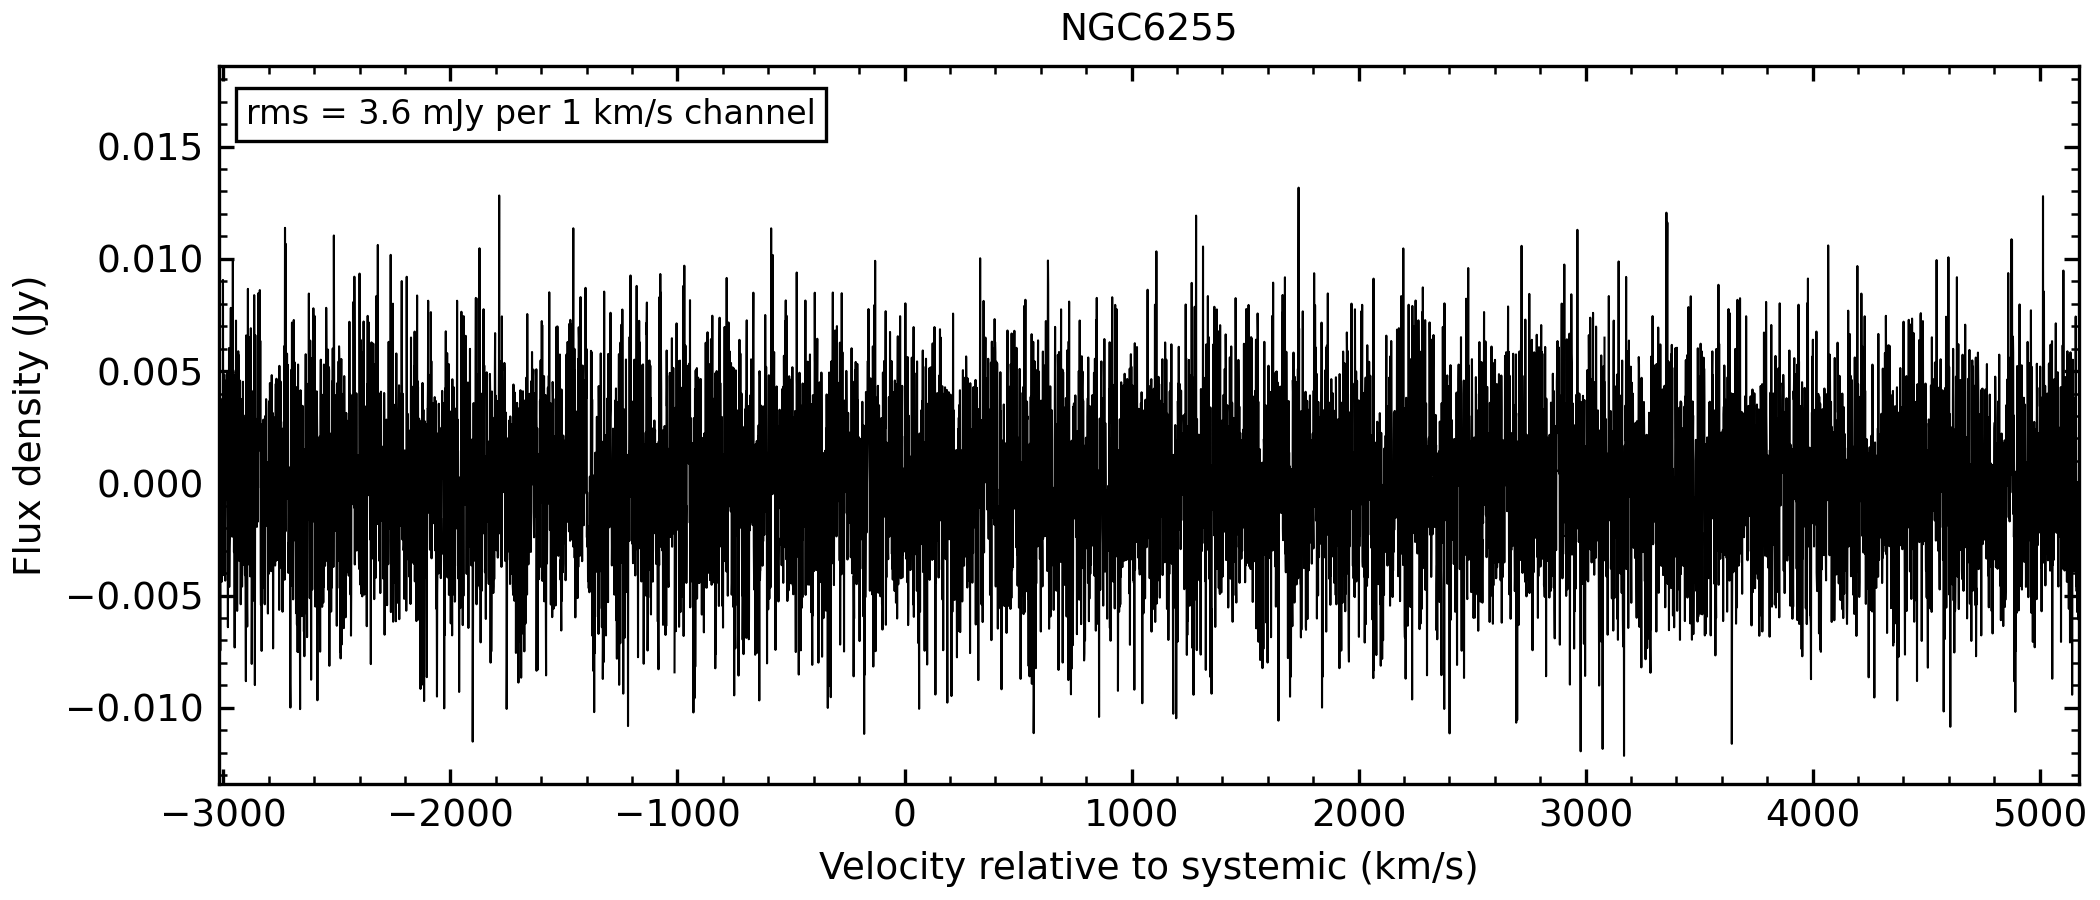 NGC6255
rms = 3.6 mJy per 1 km/s channel
0.015
0.010
0.005
0.000
−0.005
−0.010
Flux density (Jy)
−3000 −2000 −1000 0 1000 2000 3000 4000 5000
Velocity relative to systemic (km/s)